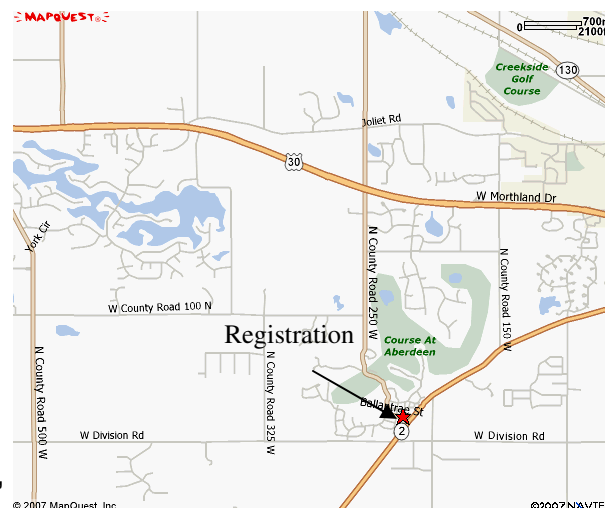 MAPQUEST
0
700m
2100ft
130
Creekside
Golf
Course
Joliet Rd
30
W Morthland Dr
York Cir
N County Road 250 W
N County Road 150 W
W County Road 100 N
Registration
Course At
Aberdeen
N County Road 500 W
N County Road 325 W
Ballantrae St
2
W Division Rd
W Division Rd
© 2007 MapQuest, Inc
©2007 NAVTE